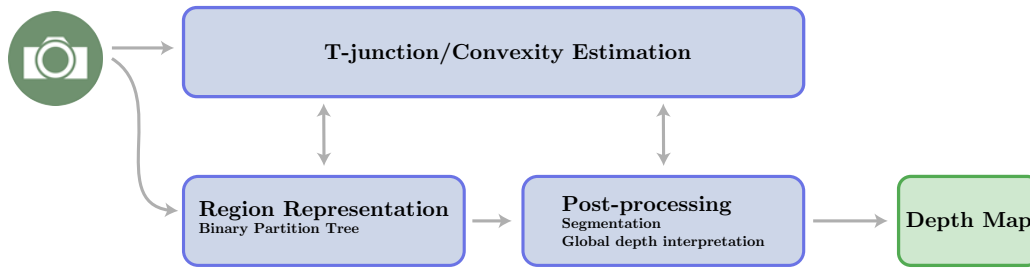 T-junction/Convexity Estimation
Region Representation
Binary Partition Tree
Post-processing
Segmentation
Global depth interpretation
Depth Map